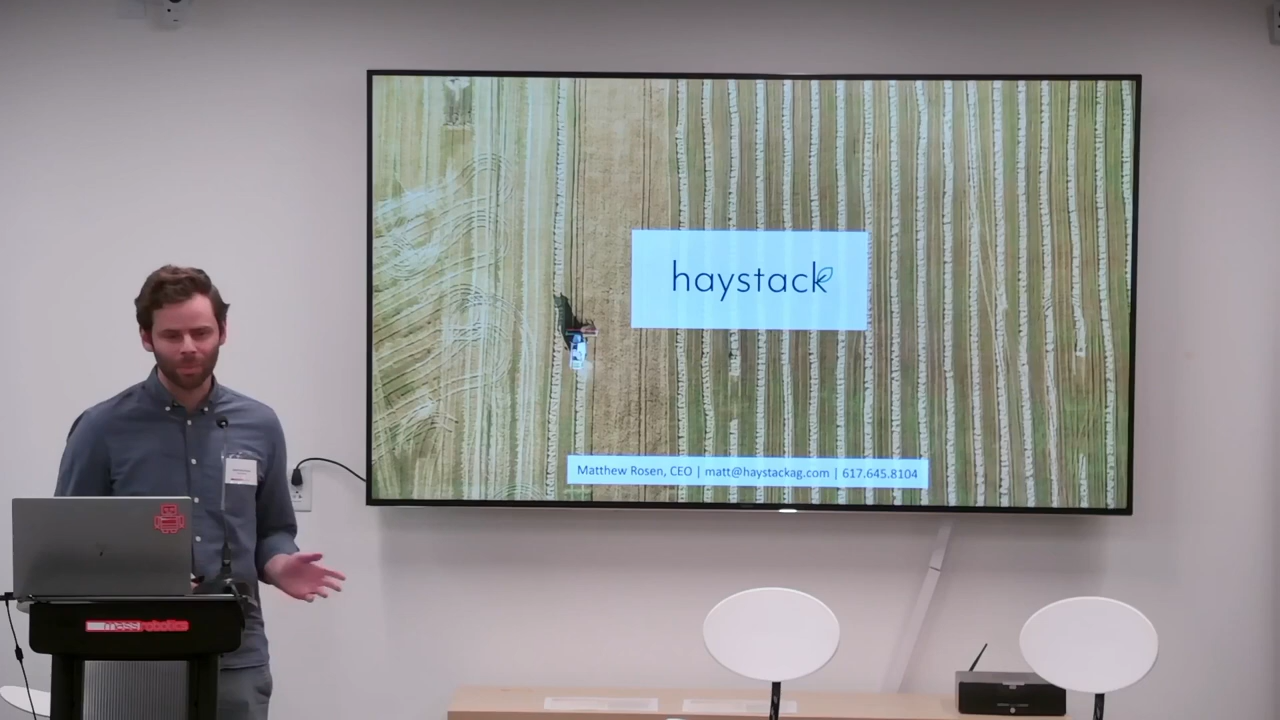 haystack
Matthew Rosen, CEO | matt@haystackag.com | 617.645.8104
massrobotics